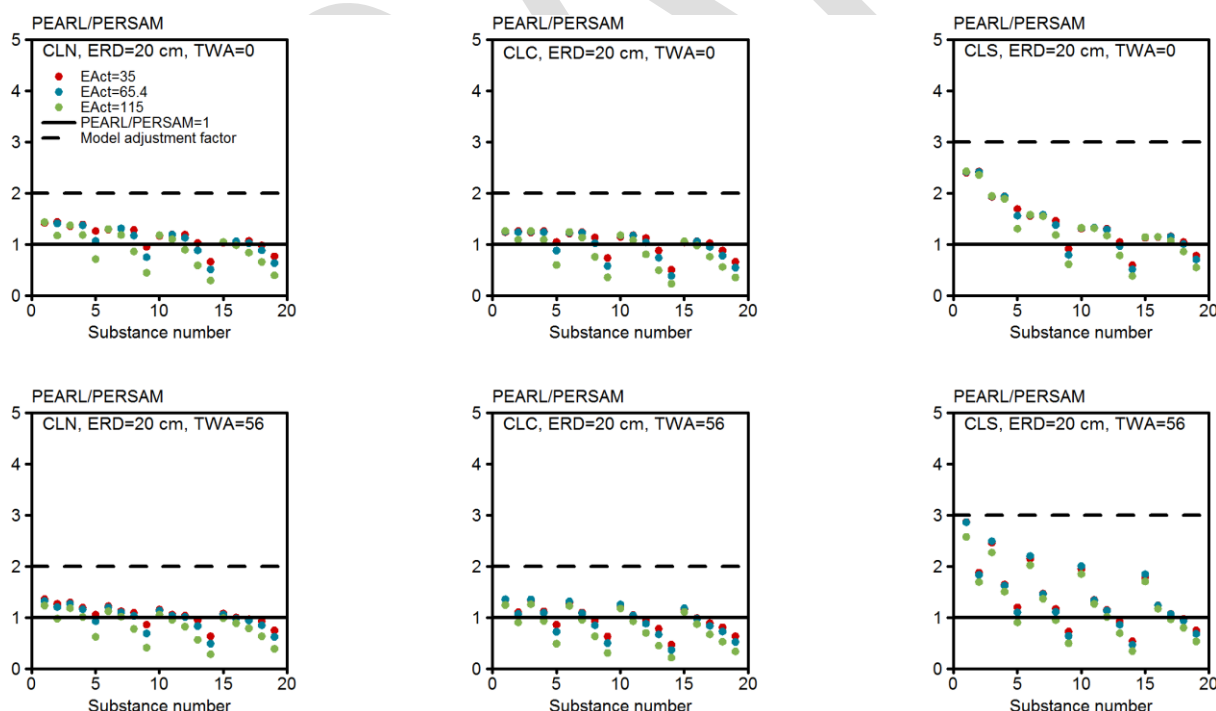 PEARL/PERSAM
CLN, ERD=20 cm, TWA=0
EAct=35
EAct=65.4
EAct=115
PEARL/PERSAM=1
Model adjustment factor
5
4
3
2
1
0
0 5 10 15 20
Substance number
PEARL/PERSAM
CLC, ERD=20 cm, TWA=0
5
4
3
2
1
0
0 5 10 15 20
Substance number
PEARL/PERSAM
CLS, ERD=20 cm, TWA=0
5
4
3
2
1
0
0 5 10 15 20
Substance number
PEARL/PERSAM
CLN, ERD=20 cm, TWA=56
5
4
3
2
1
0
0 5 10 15 20
Substance number
PEARL/PERSAM
CLC, ERD=20 cm, TWA=56
5
4
3
2
1
0
0 5 10 15 20
Substance number
PEARL/PERSAM
CLS, ERD=20 cm, TWA=56
5
4
3
2
1
0
0 5 10 15 20
Substance number